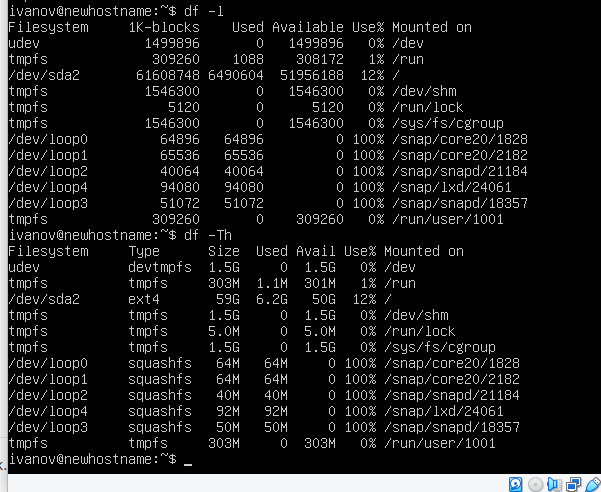 ivanov@newhostname:~$ df -l
Filesystem     1K-blocks    Used Available Use% Mounted on
udev             1499896       0   1499896   0% /dev
tmpfs             309260    1088    308172   1% /run
/dev/sda2       61608748 6490604  51956188  12% /
tmpfs            1546300       0   1546300   0% /dev/shm
tmpfs               5120       0      5120   0% /run/lock
tmpfs            1546300       0   1546300   0% /sys/fs/cgroup
/dev/loop0         64896   64896         0 100% /snap/core20/1828
/dev/loop1         65536   65536         0 100% /snap/core20/2182
/dev/loop2         40064   40064         0 100% /snap/snapd/21184
/dev/loop4         94080   94080         0 100% /snap/lxd/24061
/dev/loop3         51072   51072         0 100% /snap/snapd/18357
tmpfs             309260       0    309260   0% /run/user/1001
ivanov@newhostname:~$ df -Th
Filesystem     Type      Size  Used Avail Use% Mounted on
udev           devtmpfs  1.5G     0  1.5G   0% /dev
tmpfs          tmpfs     303M  1.1M  301M   1% /run
/dev/sda2      ext4       59G  6.2G   50G  12% /
tmpfs          tmpfs     1.5G     0  1.5G   0% /dev/shm
tmpfs          tmpfs     5.0M     0  5.0M   0% /run/lock
tmpfs          tmpfs     1.5G     0  1.5G   0% /sys/fs/cgroup
/dev/loop0     squashfs   64M   64M     0 100% /snap/core20/1828
/dev/loop1     squashfs   64M   64M     0 100% /snap/core20/2182
/dev/loop2     squashfs   40M   40M     0 100% /snap/snapd/21184
/dev/loop4     squashfs   92M   92M     0 100% /snap/lxd/24061
/dev/loop3     squashfs   50M   50M     0 100% /snap/snapd/18357
tmpfs          tmpfs     303M     0  303M   0% /run/user/1001
ivanov@newhostname:~$ _